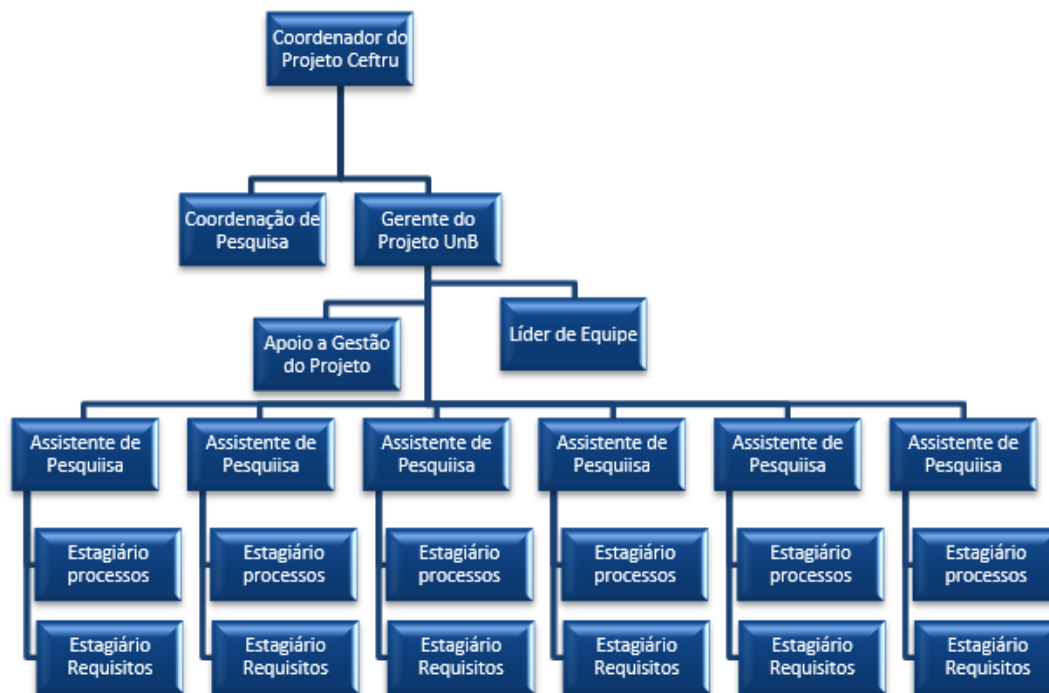 Coordenador do
Projeto Ceftru
Coordenação de
Pesquisa
Gerente do
Projeto UnB
Apoio a Gestão
do Projeto
Líder de Equipe
Assistente de
Pesquiisa
Assistente de
Pesquiisa
Assistente de
Pesquiisa
Assistente de
Pesquiisa
Assistente de
Pesquiisa
Assistente de
Pesquiisa
Estagiário
processos
Estagiário
processos
Estagiário
processos
Estagiário
processos
Estagiário
processos
Estagiário
processos
Estagiário
Requisitos
Estagiário
Requisitos
Estagiário
Requisitos
Estagiário
Requisitos
Estagiário
Requisitos
Estagiário
Requisitos